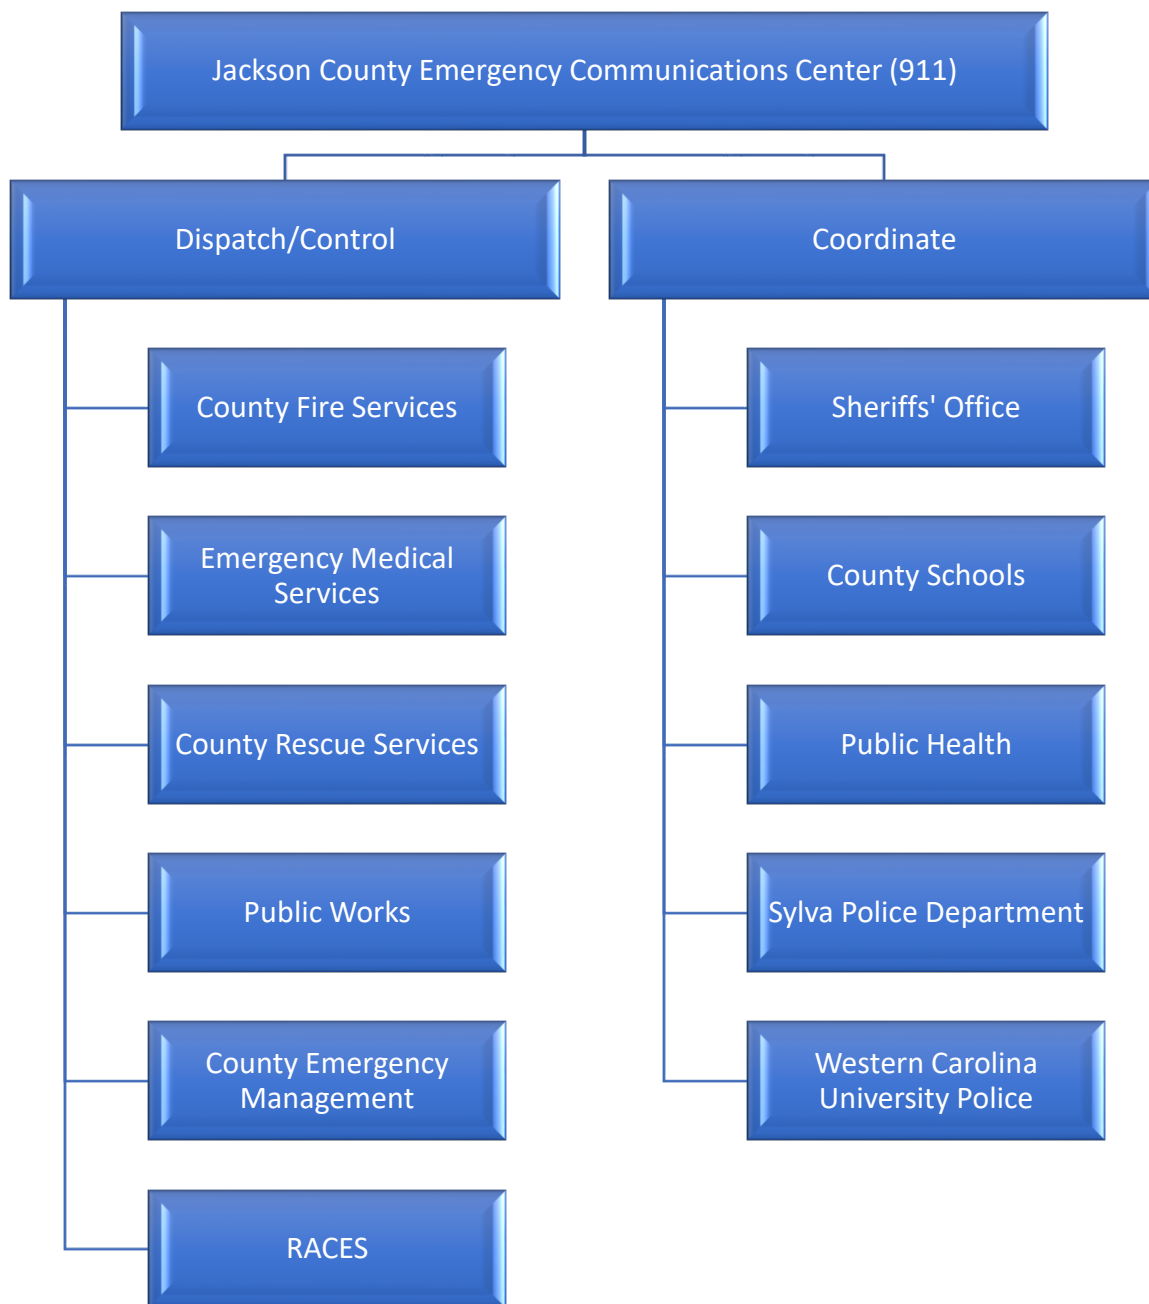 Jackson County Emergency Communications Center (911)
Dispatch/Control
County Fire Services
Emergency Medical
Services
County Rescue Services
Public Works
County Emergency
Management
RACES
Coordinate
Sheriffs' Office
County Schools
Public Health
Sylva Police Department
Western Carolina
University Police